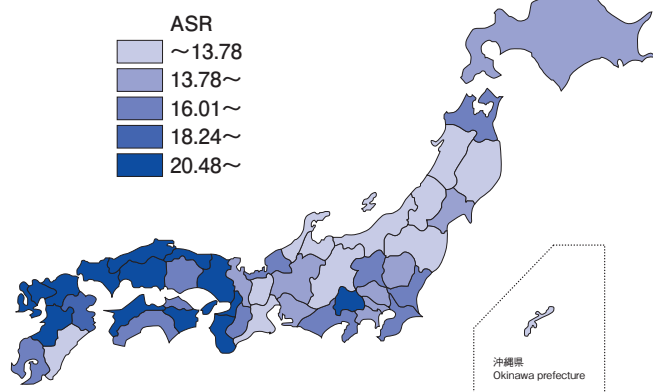 ASR
～13.78
13.78～
16.01～
18.24～
20.48～
沖縄県
Okinawa prefecture